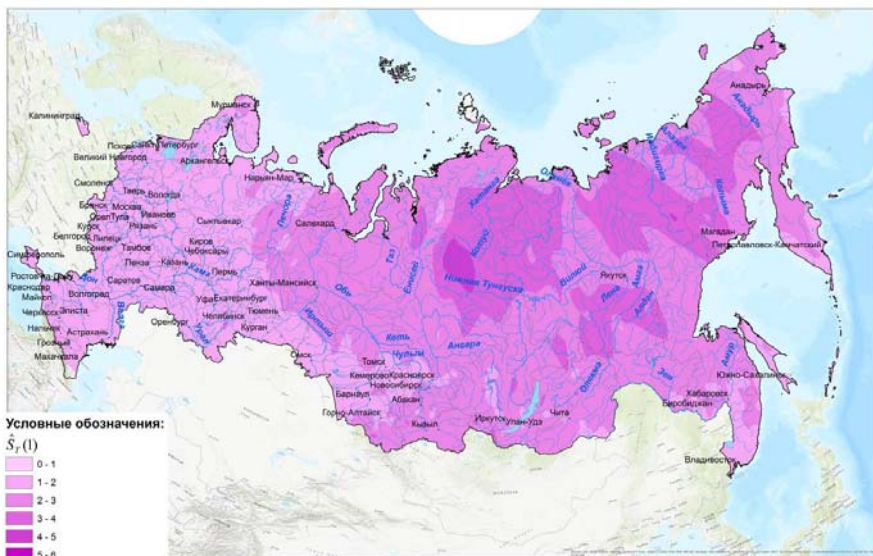 Анадырь
Анадырь
Мурманск
Калининград
Псков
Санкт-Петербург
Великий Новгород
Архангельск
Алазея
Индигирка
Колыма
Оленек
Хатанга
Смоленск
Нарьян-Мар
Тверь
Вологда
Брянск
Москва
Печора
Орел
Тула
Иваново
Сыктывкар
Салехард
Курск
Рязань
Белгород
Липецк
Киров
Котуй
Магадан
Воронеж
Тамбов
Чебоксары
Петропавловск-Камчатский
Симферополь
Пенза
Казань
Кама
Пермь
Таз
Енисей
Нижняя Тунгуска
Вилюй
Якутск
Амга
Ростов-на-Дону
Дон
Саратов
Самара
Ханты-Мансийск
Обь
Лена
Алдан
Краснодар
Майкоп
Волгоград
Уфа
Екатеринбург
Черкесск
Элиста
Волга
Оренбург
Урал
Челябинск
Тюмень
Иртыш
Нальчик
Астрахань
Курган
Кеть
Ангара
Грозный
Махачкала
Омск
Томск
Чулым
Олекма
Зея
Амур
Кемерово
Красноярск
Новосибирск
Южно-Сахалинск
Барнаул
Абакан
Хабаровск
Биробиджан
Горно-Алтайск
Кызыл
Иркутск
Улан-Удэ
Чита
Владивосток
Условные обозначения:
Ŝ_T (1)
0 - 1
1 - 2
2 - 3
3 - 4
4 - 5
5 - 6